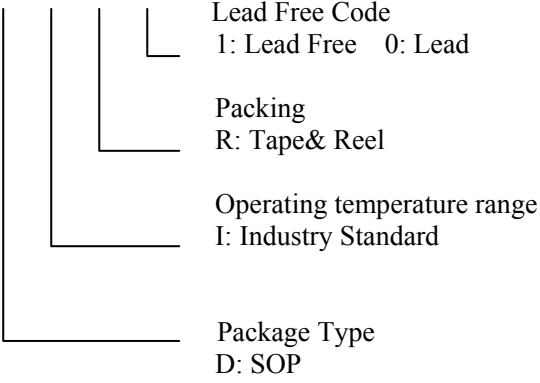 Lead Free Code
1: Lead Free 0: Lead
Packing
R: Tape& Reel
Operating temperature range
I: Industry Standard
Package Type
D: SOP